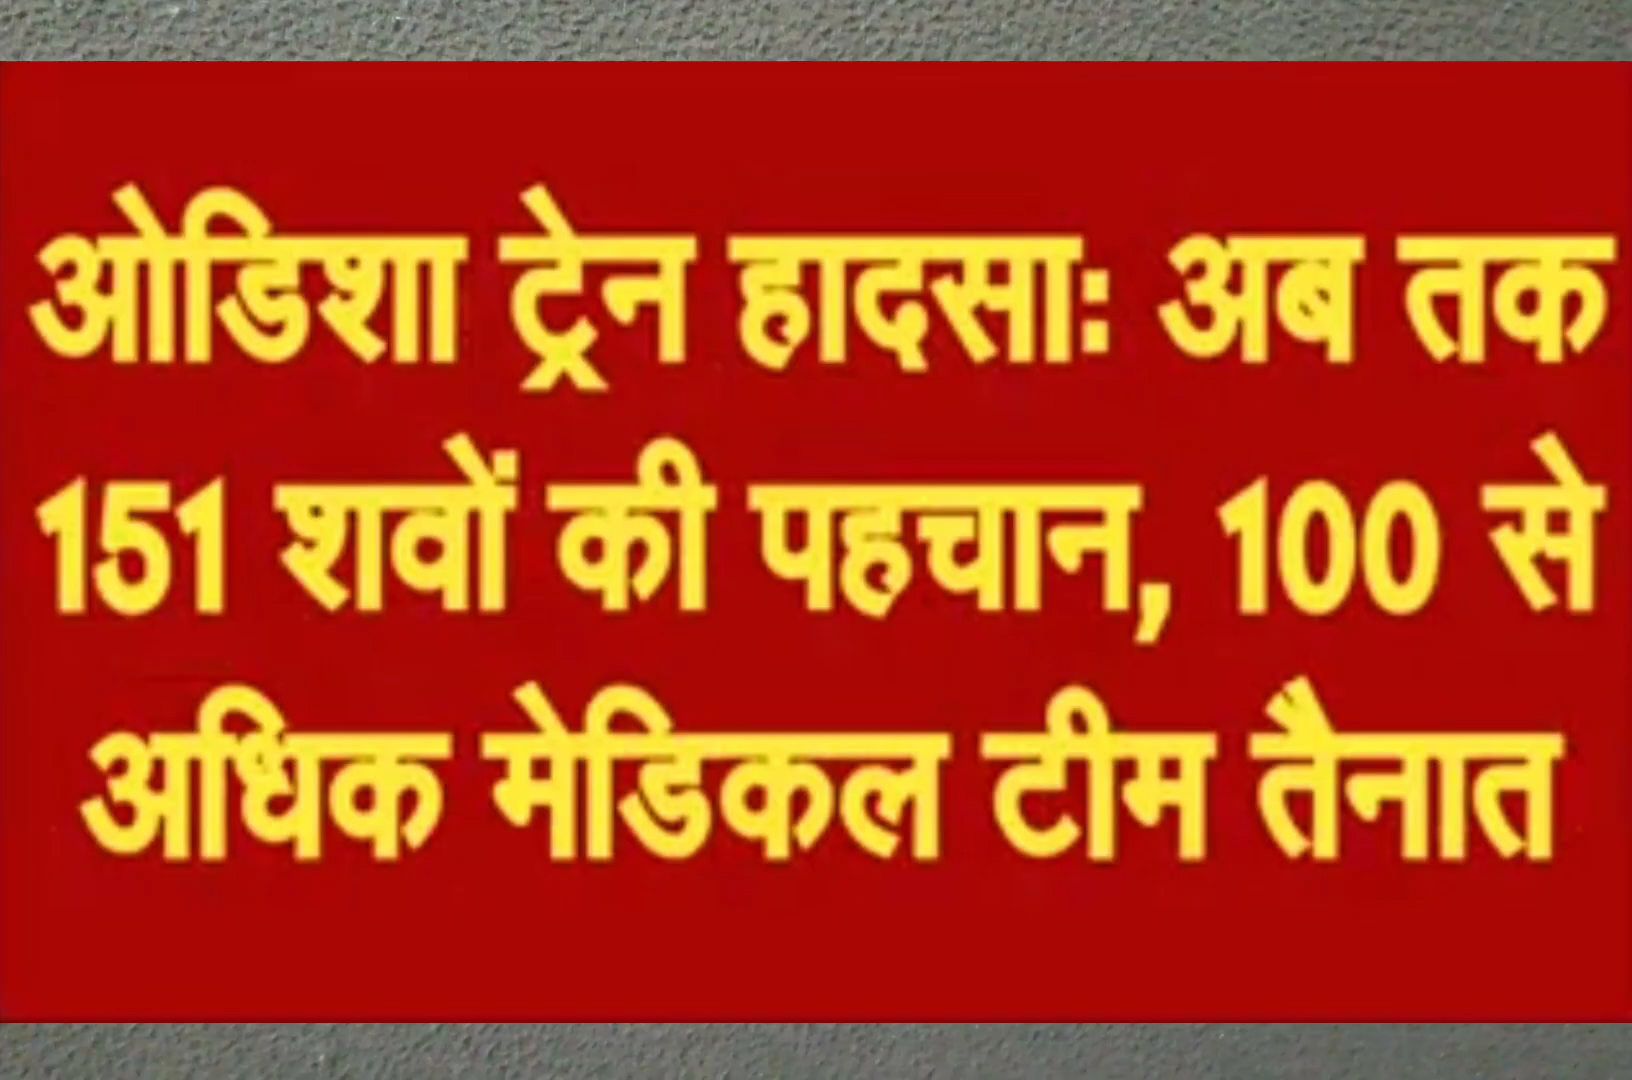 ओडिशा ट्रेन हादसा: अब तक
151 शवों की पहचान, 100 से
अधिक मेडिकल टीम तैनात